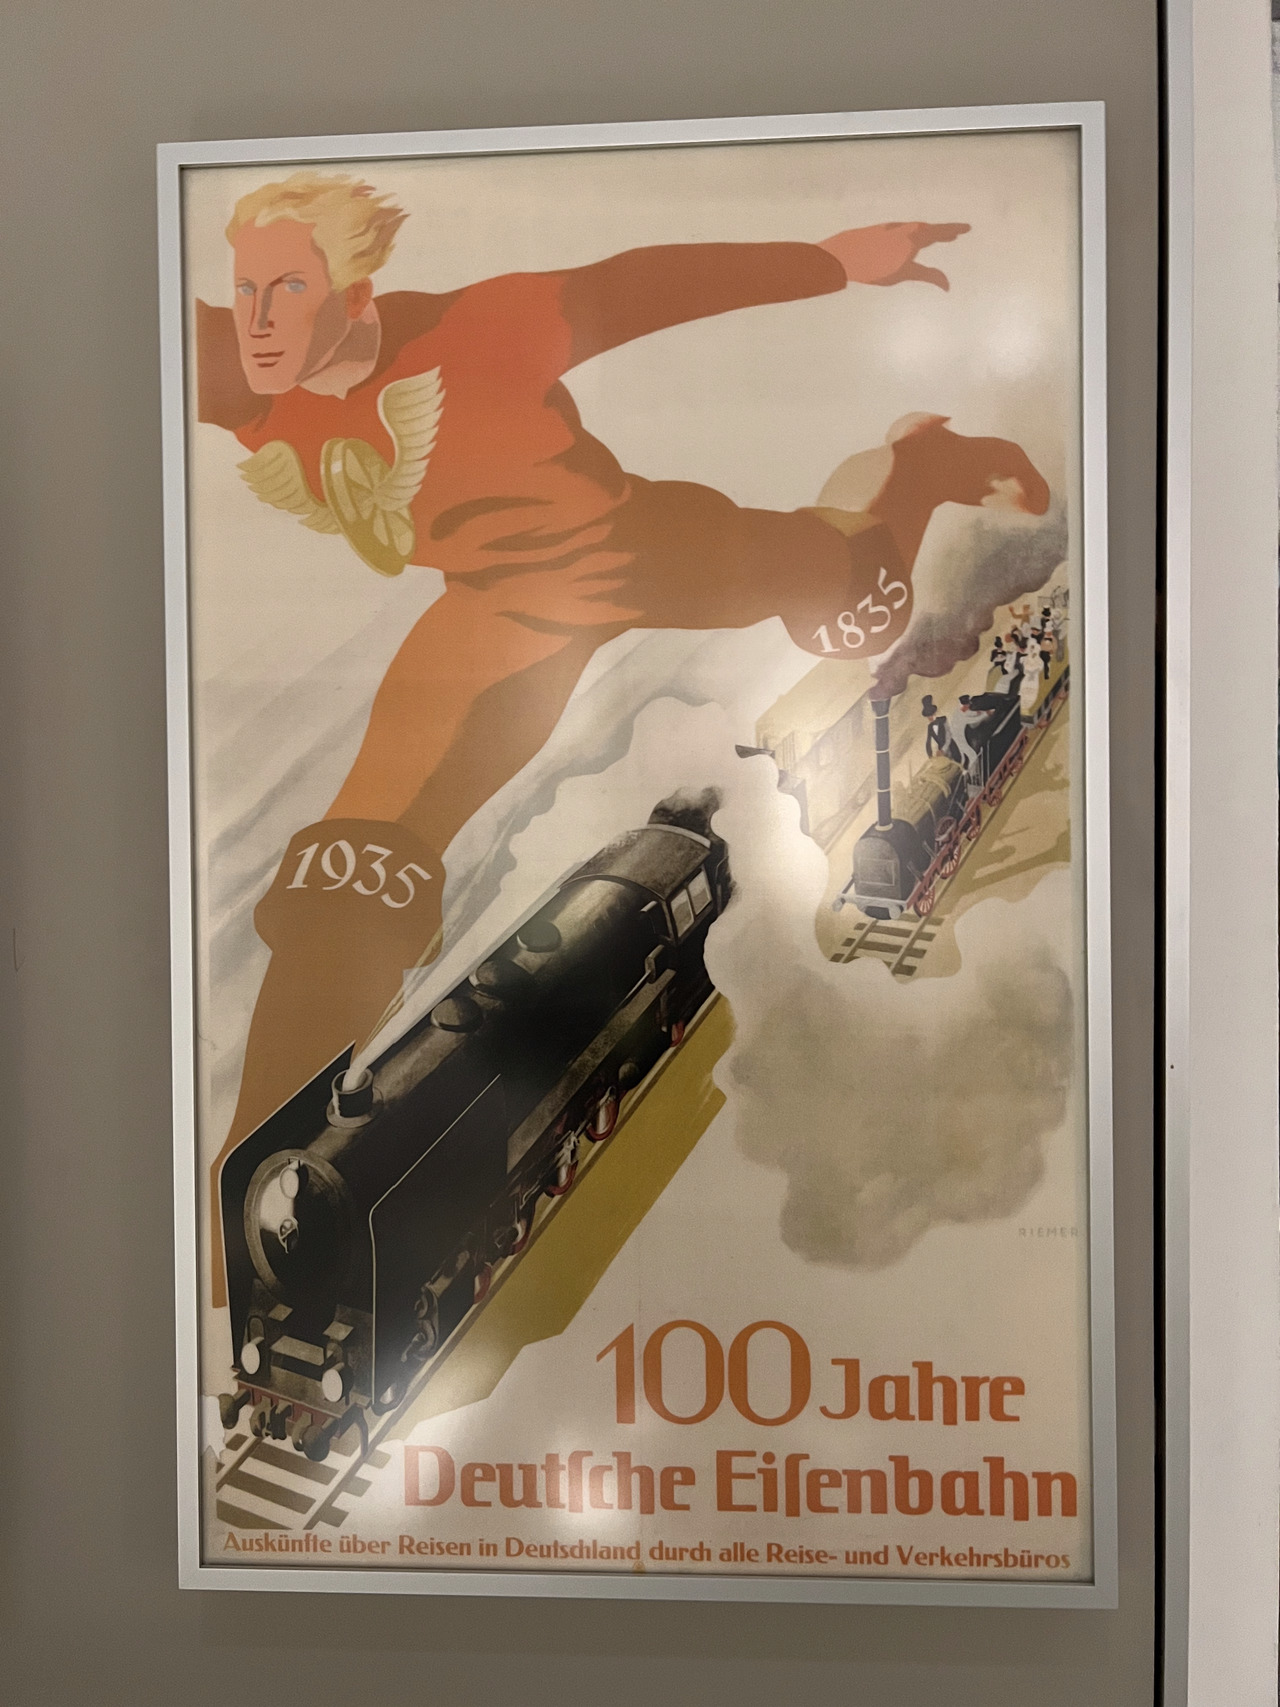 1835
1935
RIEMER
100 Jahre
Deutſche Eiſenbahn
Auskünfte über Reisen in Deutschland durch alle Reise- und Verkehrsbüros